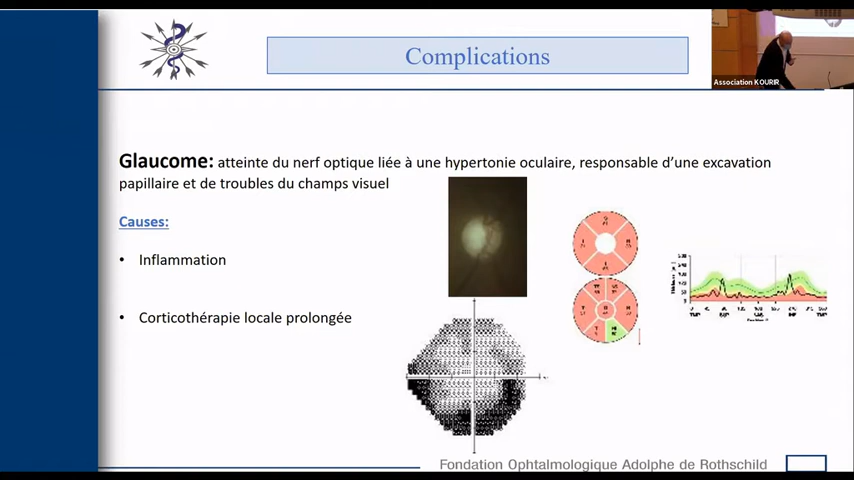 Complications
Association KOURIR
Glaucome: atteinte du nerf optique liée à une hypertonie oculaire, responsable d'une excavation
papillaire et de troubles du champs visuel
Causes:
• Inflammation
• Corticothérapie locale prolongée
Fondation Ophtalmologique Adolphe de Rothschild